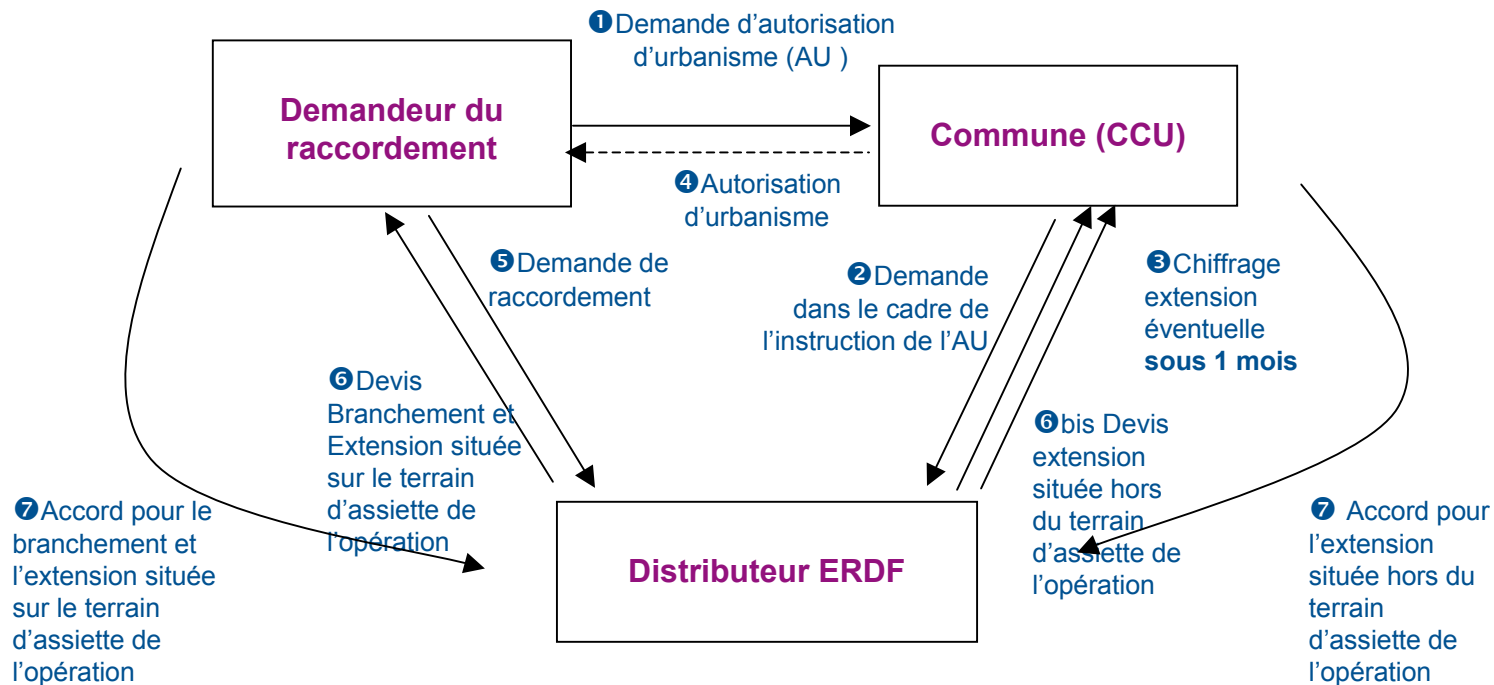 ❶Demande d’autorisation
d’urbanisme (AU )
Demandeur du
raccordement
Commune (CCU)
❹Autorisation
d’urbanisme
❺Demande de
raccordement
❷Demande
dans le cadre de
l’instruction de l’AU
❸Chiffrage
extension
éventuelle
sous 1 mois
❻Devis
Branchement et
Extension située
sur le terrain
d’assiette de
l’opération
❻bis Devis
extension
située hors
du terrain
d’assiette de
l’opération
❼Accord pour le
branchement et
l’extension située
sur le terrain
d’assiette de
l’opération
Distributeur ERDF
❼ Accord pour
l’extension
située hors du
terrain
d’assiette de
l’opération